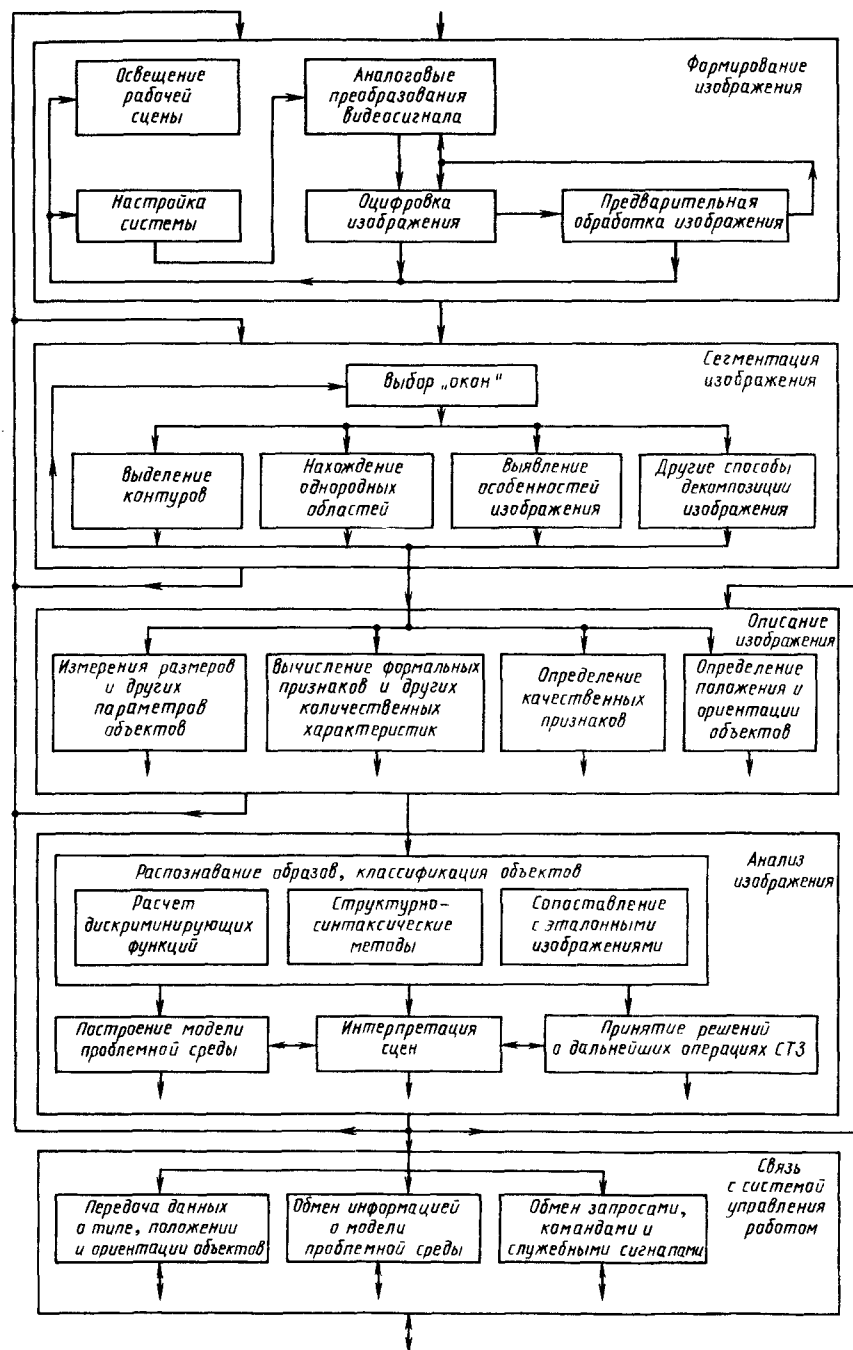 Освещение
рабочей
сцены
Аналоговые
преобразования
видеосигнала
Формирование
изображения
Настройка
системы
Оцифровка
изображения
Предварительная
обработка изображения
Сегментация
изображения
Выбор „окон"
Выделение
контуров
Нахождение
однородных
областей
Выявление
особенностей
изображения
Другие способы
декомпозиции
изображения
Описание
изображения
Измерения размеров
и других
параметров
объектов
Вычисление формальных
признаков и других
количественных
характеристик
Определение
качественных
признаков
Определение
положения и
ориентации
объектов
Анализ
изображения
Распознавание образов, классификация объектов
Расчет
дискриминирующих
функций
Структурно-
синтаксические
методы
Сопоставление
с эталонными
изображениями
Построение модели
проблемной среды
Интерпретация
сцен
Принятие решений
о дальнейших операциях СТЗ
Связь
с системой
управления
роботом
Передача данных
о типе, положении
и ориентации объектов
Обмен информацией
о модели
проблемной среды
Обмен запросами,
командами и
служебными сигналами